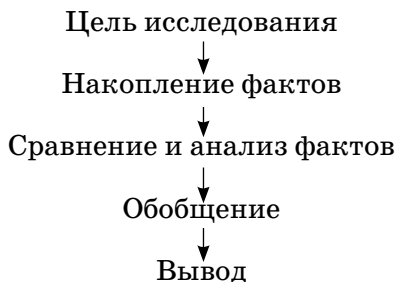 Цель исследования
Накопление фактов
Сравнение и анализ фактов
Обобщение
Вывод